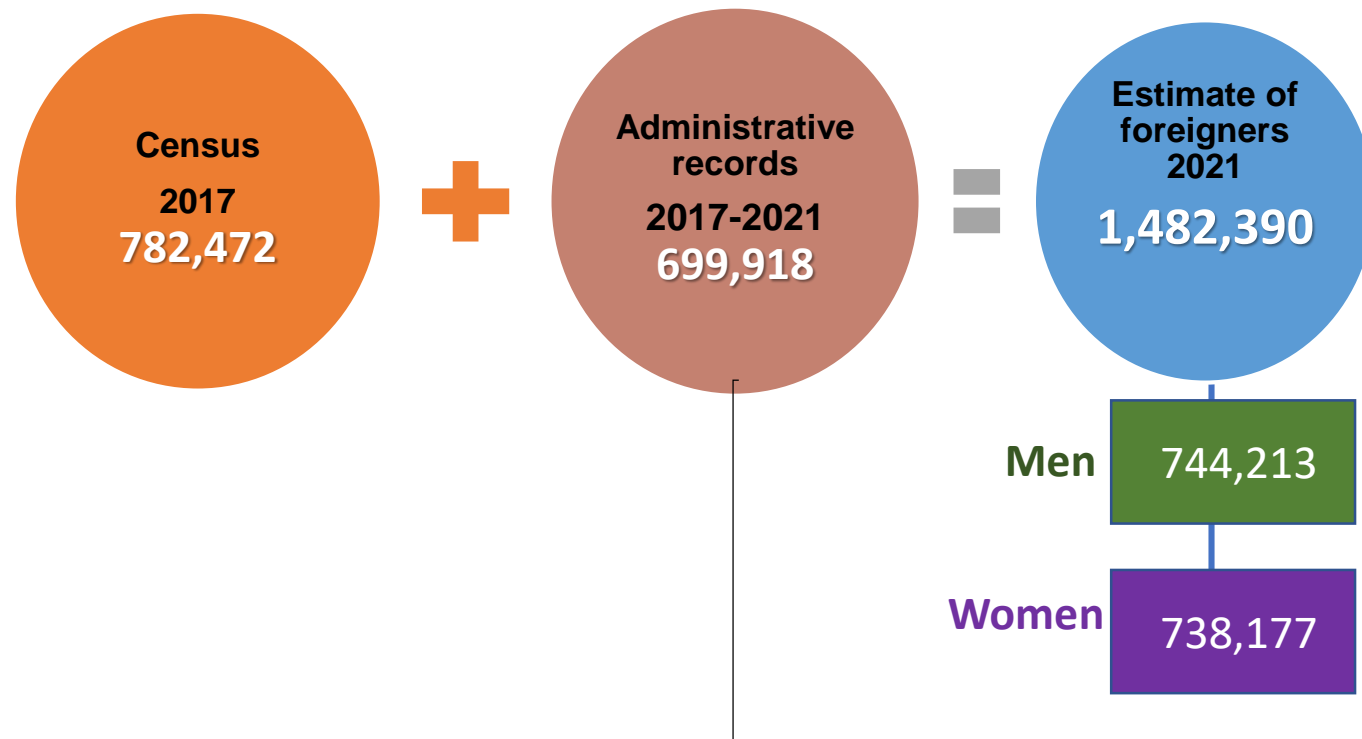 Census
2017
782,472
Administrative
records
2017-2021
699,918
Estimate of
foreigners
2021
1,482,390
Men
744,213
Women
738,177